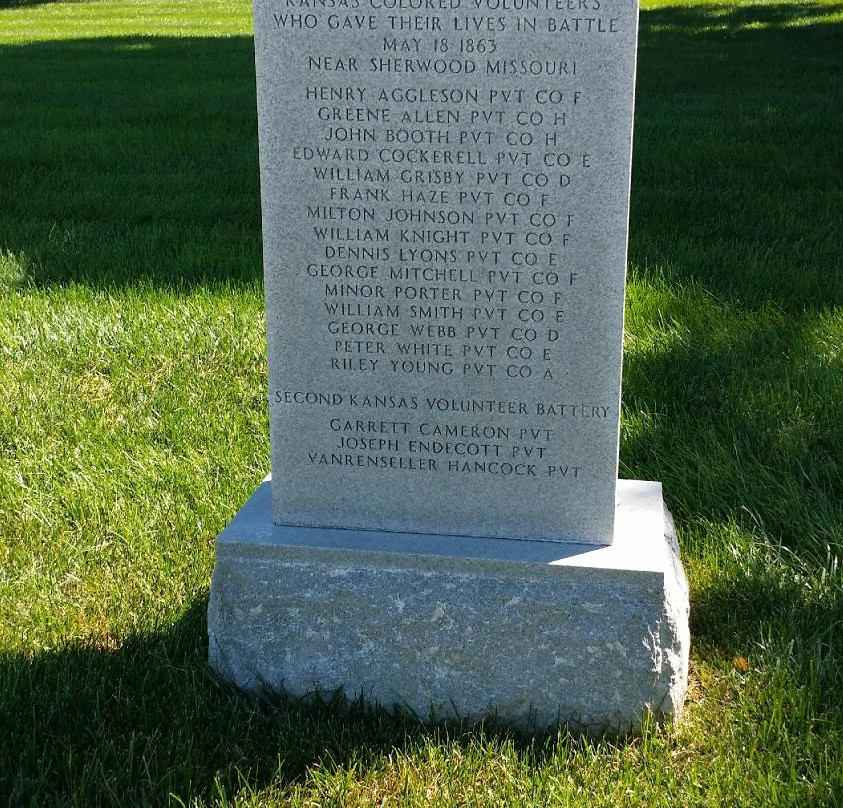 KANSAS COLORED VOLUNTEERS
WHO GAVE THEIR LIVES IN BATTLE
MAY 18 1863
NEAR SHERWOOD MISSOURI
HENRY AGGLESON PVT CO F
GREENE ALLEN PVT CO H
JOHN BOOTH PVT CO H
EDWARD COCKERELL PVT CO E
WILLIAM GRISBY PVT CO D
FRANK HAZE PVT CO F
MILTON JOHNSON PVT CO F
WILLIAM KNIGHT PVT CO F
DENNIS LYONS PVT CO E
GEORGE MITCHELL PVT CO F
MINOR PORTER PVT CO F
WILLIAM SMITH PVT CO E
GEORGE WEBB PVT CO D
PETER WHITE PVT CO E
RILEY YOUNG PVT CO A
SECOND KANSAS VOLUNTEER BATTERY
GARRETT CAMERON PVT
JOSEPH ENDECOTT PVT
VANRENSELLER HANCOCK PVT